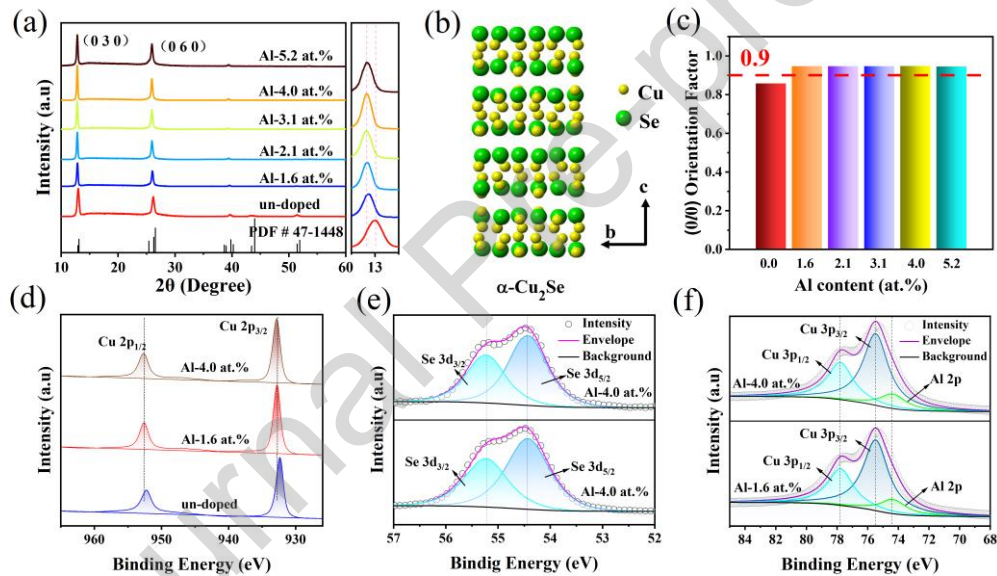 (a)
Intensity (a.u)
(0 3 0)
(0 6 0)
Al-5.2 at.%
Al-4.0 at.%
Al-3.1 at.%
Al-2.1 at.%
Al-1.6 at.%
un-doped
PDF # 47-1448
10 20 30 40 50 60
13
2θ (Degree)
(b)
Cu
Se
c
b
α-Cu2Se
(c)
(0l0) Orientation Factor
1.0
0.8
0.6
0.4
0.2
0.0
0.9
0.0 1.6 2.1 3.1 4.0 5.2
Al content (at.%)
(d)
Intensity (a.u)
Cu 2p1/2
Cu 2p3/2
Al-4.0 at.%
Al-1.6 at.%
un-doped
960 950 940 930
Binding Energy (eV)
(e)
Intensity (a.u)
Intensity
Envelope
Background
Se 3d3/2
Se 3d5/2
Al-4.0 at.%
Se 3d3/2
Se 3d5/2
Al-4.0 at.%
57 56 55 54 53 52
Bindig Energy (eV)
(f)
Intensity (a.u)
Intensity
Envelope
Background
Cu 3p3/2
Cu 3p1/2
Al 2p
Al-4.0 at.%
Cu 3p3/2
Cu 3p1/2
Al 2p
Al-1.6 at.%
84 82 80 78 76 74 72 70 68
Binding Energy (eV)